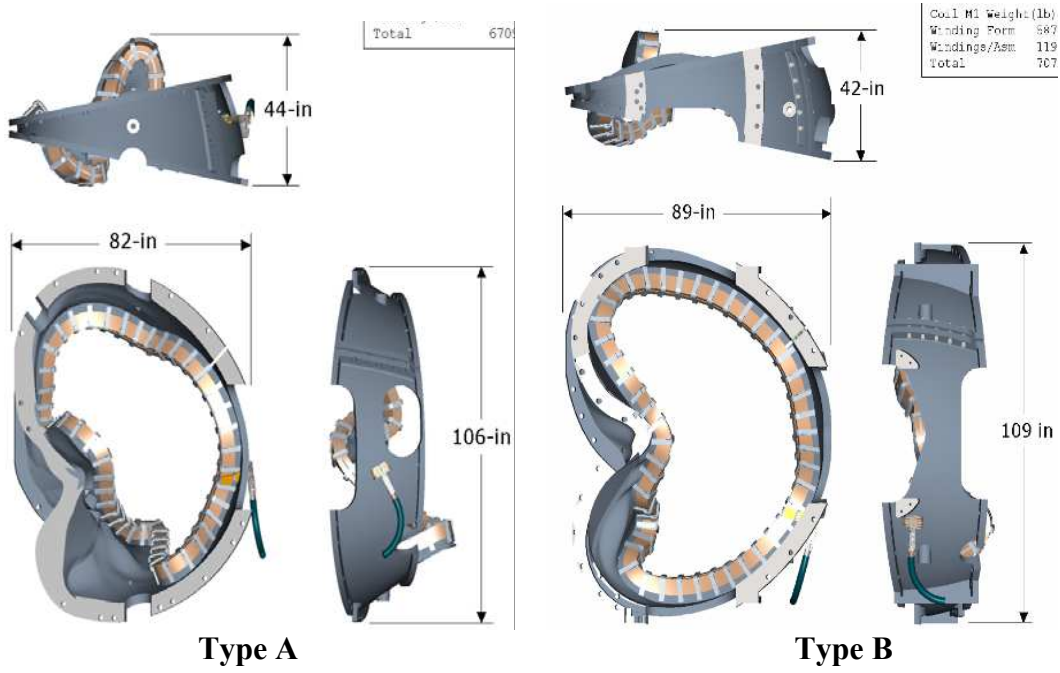 Total 670
44-in
82-in
106-in
Type A
Coil M1 Weight(lb)
Winding Form 587
Windings/Asm 119
Total 707
42-in
89-in
109 in
Type B